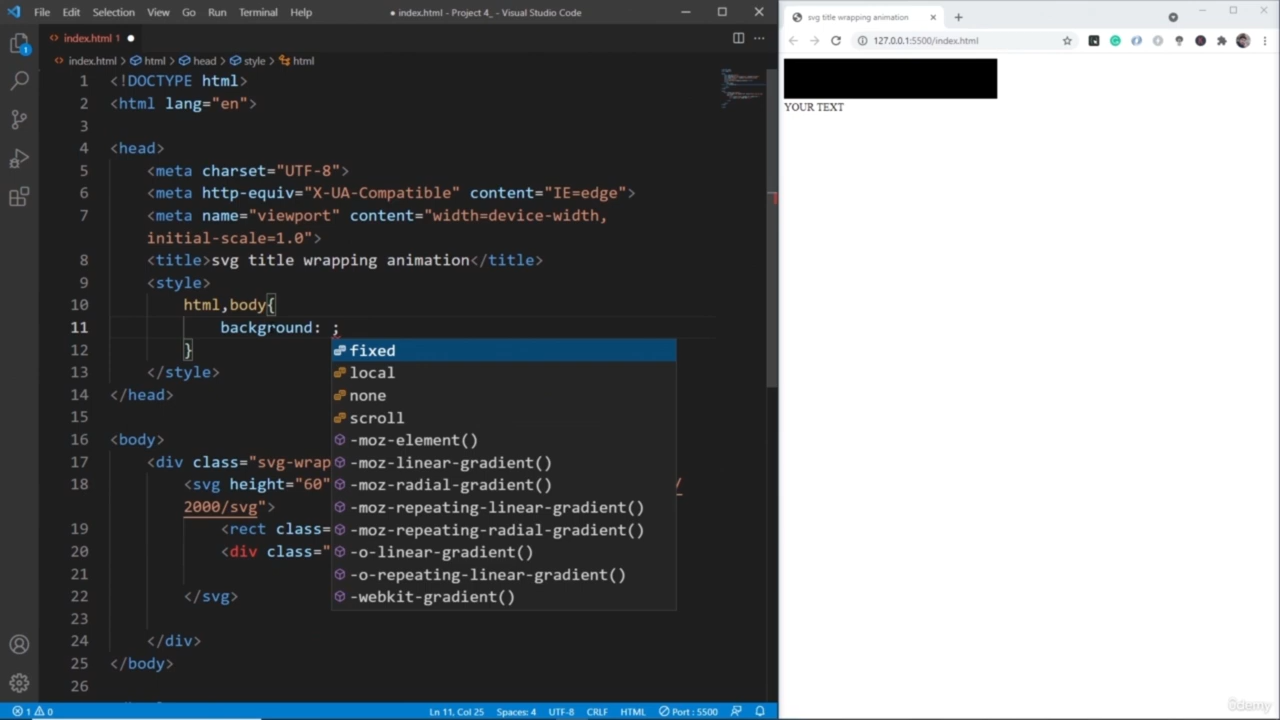 File Edit Selection View Go Run Terminal Help ● index.html - Project 4_ - Visual Studio Code
index.html 1 ●
index.html > html > head > style > html
1 <!DOCTYPE html>
2 <html lang="en">
3
4 <head>
5 <meta charset="UTF-8">
6 <meta http-equiv="X-UA-Compatible" content="IE=edge">
7 <meta name="viewport" content="width=device-width,
initial-scale=1.0">
8 <title>svg title wrapping animation</title>
9 <style>
10 html,body{
11 background: ;
12 }
13 </style>
14 </head>
15
16 <body>
17 <div class="svg-wrap
18 <svg height="60" /
2000/svg">
19 <rect class=
20 <div class="
21
22 </svg>
23
24 </div>
25 </body>
26
fixed
local
none
scroll
-moz-element()
-moz-linear-gradient()
-moz-radial-gradient()
-moz-repeating-linear-gradient()
-moz-repeating-radial-gradient()
-o-linear-gradient()
-o-repeating-linear-gradient()
-webkit-gradient()
1
1 0 Ln 11, Col 25 Spaces: 4 UTF-8 CRLF HTML Port : 5500
svg title wrapping animation
127.0.0.1:5500/index.html
YOUR TEXT
ûdemy